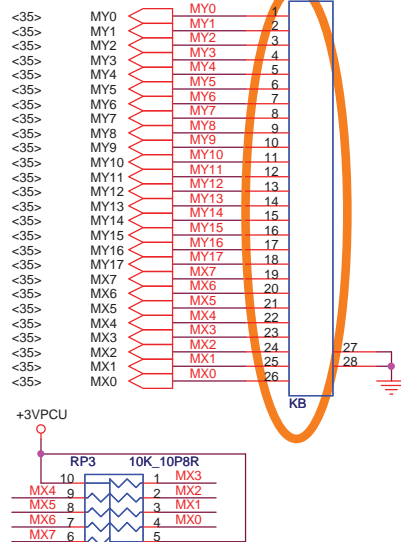 <35> MY0 MY0 1
<35> MY1 MY1 2
<35> MY2 MY2 3
<35> MY3 MY3 4
<35> MY4 MY4 5
<35> MY5 MY5 6
<35> MY6 MY6 7
<35> MY7 MY7 8
<35> MY8 MY8 9
<35> MY9 MY9 10
<35> MY10 MY10 11
<35> MY11 MY11 12
<35> MY12 MY12 13
<35> MY13 MY13 14
<35> MY14 MY14 15
<35> MY15 MY15 16
<35> MY16 MY16 17
<35> MY17 MY17 18
<35> MX7 MX7 19
<35> MX6 MX6 20
<35> MX5 MX5 21
<35> MX4 MX4 22
<35> MX3 MX3 23
<35> MX2 MX2 24 27
<35> MX1 MX1 25 28
<35> MX0 MX0 26
KB
+3VPCU
RP3 10K_10P8R
10 1 MX3
MX4 9 2 MX2
MX5 8 3 MX1
MX6 7 4 MX0
MX7 6 5